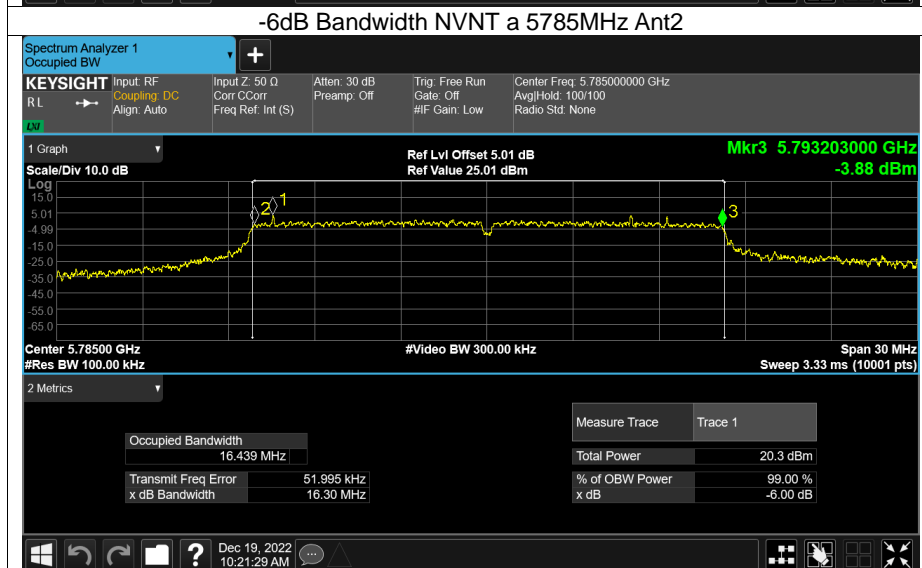 -6dB Bandwidth NVNT a 5785MHz Ant2
Spectrum Analyzer 1
Occupied BW
+
KEYSIGHT Input: RF Input Z: 50 Ω Atten: 30 dB Trig: Free Run Center Freq: 5.785000000 GHz
RL Coupling: DC Corr CCorr Preamp: Off Gate: Off Avg|Hold: 100/100
Align: Auto Freq Ref: Int (S) #IF Gain: Low Radio Std: None
LXI
1 Graph Ref Lvl Offset 5.01 dB Mkr3 5.793203000 GHz
Scale/Div 10.0 dB Ref Value 25.01 dBm -3.88 dBm
Log
15.0
5.01
-4.99
-15.0
-25.0
-35.0
-45.0
-55.0
-65.0
2 1 3
Center 5.78500 GHz #Video BW 300.00 kHz Span 30 MHz
#Res BW 100.00 kHz Sweep 3.33 ms (10001 pts)
2 Metrics
Measure Trace Trace 1
Occupied Bandwidth
16.439 MHz Total Power 20.3 dBm
Transmit Freq Error 51.995 kHz % of OBW Power 99.00 %
x dB Bandwidth 16.30 MHz x dB -6.00 dB
? Dec 19, 2022
10:21:29 AM